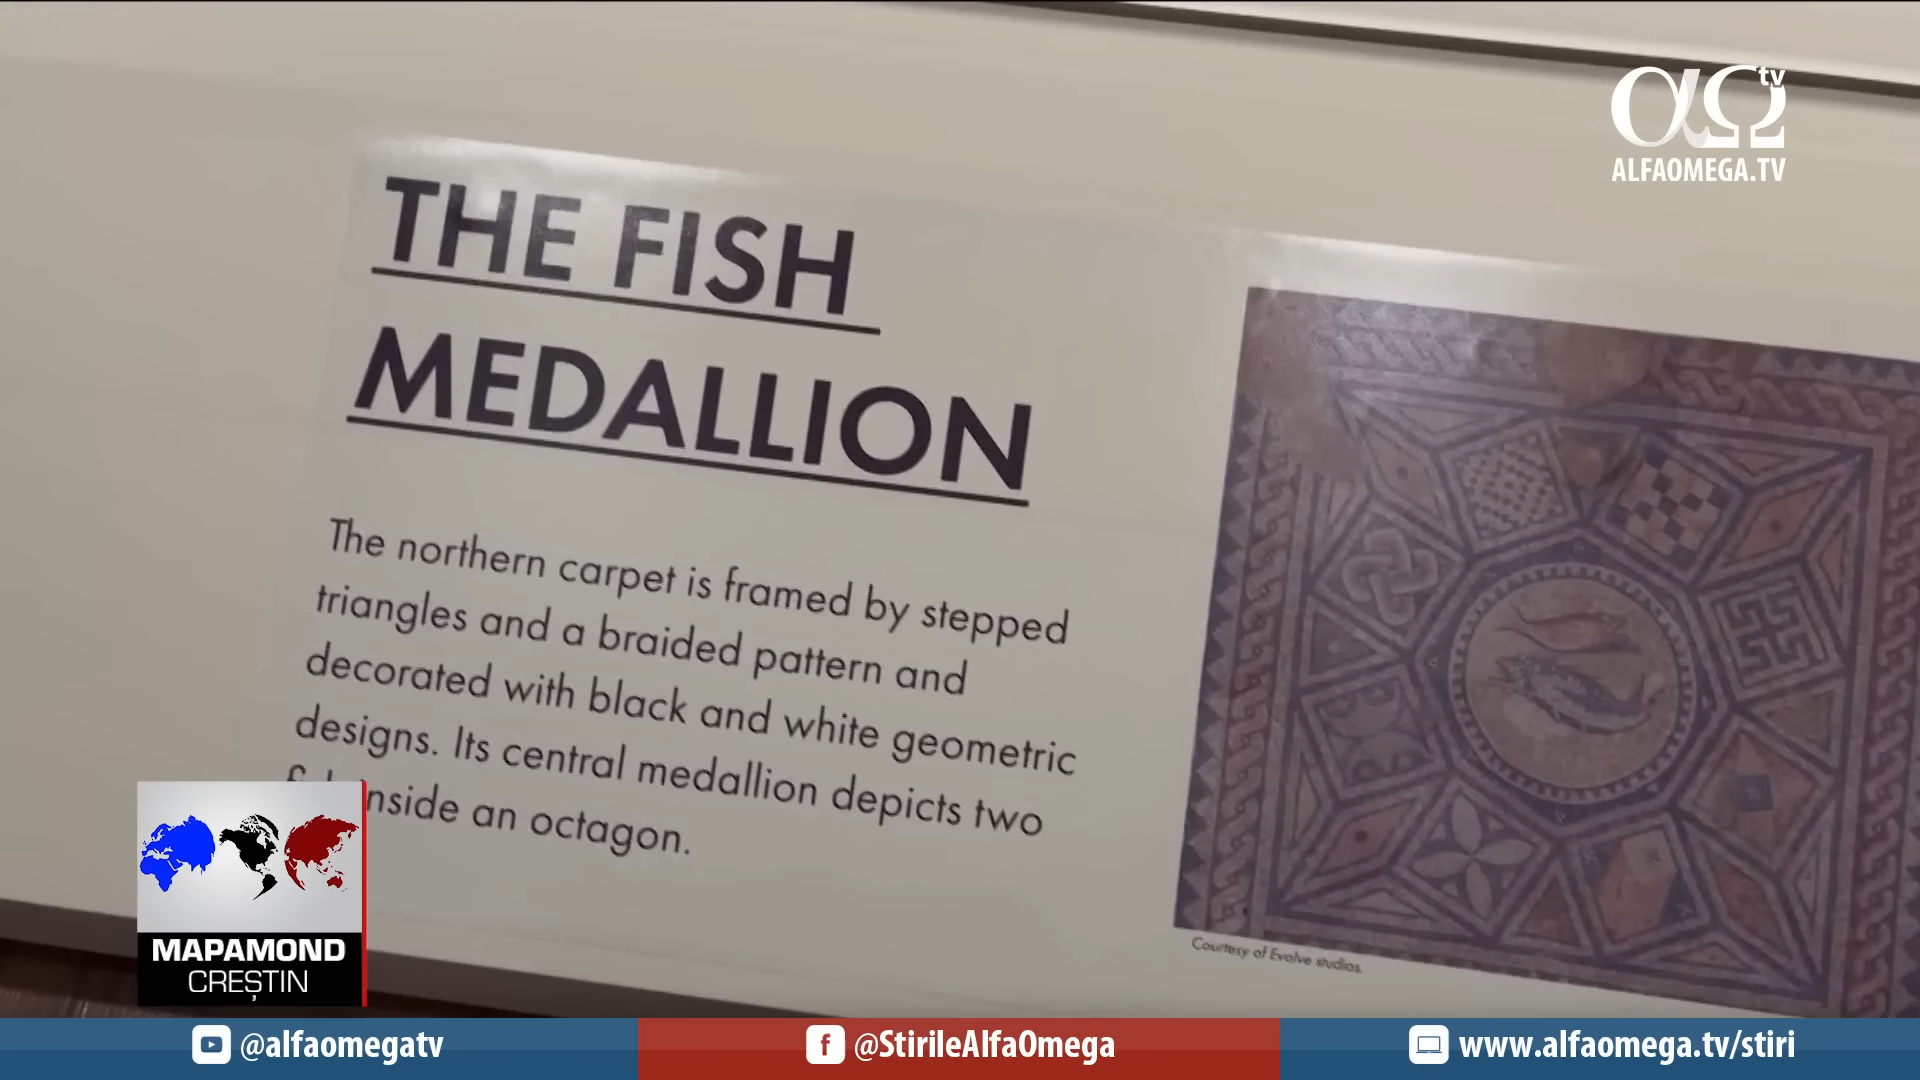 tv
ALFAOMEGA.TV
THE FISH
MEDALLION
The northern carpet is framed by stepped
triangles and a braided pattern and
decorated with black and white geometric
designs. Its central medallion depicts two
inside an octagon.
Courtesy of Evolve studios.
MAPAMOND
CREȘTIN
@alfaomegatv
@StirileAlfaOmega
www.alfaomega.tv/stiri